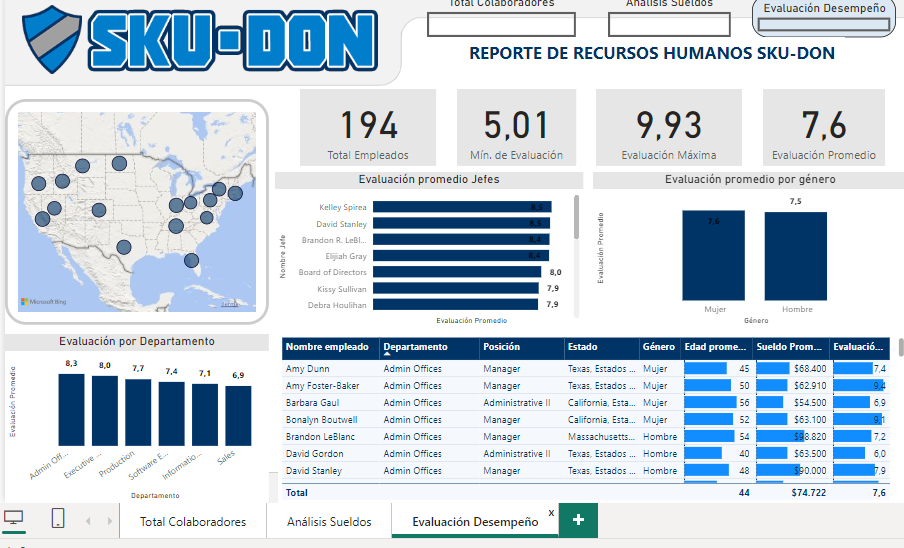 SKU-DON
Total Colaboradores
Análisis Sueldos
Evaluación Desempeño
REPORTE DE RECURSOS HUMANOS SKU-DON
194
Total Empleados
5,01
Mín. de Evaluación
9,93
Evaluación Máxima
7,6
Evaluación Promedio
Microsoft Bing
Evaluación promedio Jefes
Nombre Jefe
Kelley Spirea 8,5
David Stanley 8,5
Brandon R. LeBl... 8,4
Elijiah Gray 8,4
Board of Directors 8,0
Kissy Sullivan 7,9
Debra Houlihan 7,9
Evaluación Promedio
Evaluación promedio por género
Evaluación Promedio
7,6
7,5
Mujer Hombre
Género
Evaluación por Departamento
Evaluación Promedio
8,3 8,0 7,7 7,4 7,1 6,9
Admin Off... Executive ... Production Software E... Informatio... Sales
Departamento
Nombre empleado Departamento Posición Estado Género Edad prome... Sueldo Prom... Evaluació...
Amy Dunn Admin Offices Manager Texas, Estados ... Mujer 45 $68.400 7,4
Amy Foster-Baker Admin Offices Manager Texas, Estados ... Mujer 50 $62.910 9,4
Barbara Gaul Admin Offices Administrative II California, Esta... Mujer 56 $54.500 6,9
Bonalyn Boutwell Admin Offices Manager California, Esta... Mujer 52 $63.100 9,1
Brandon LeBlanc Admin Offices Manager Massachusetts... Hombre 54 $98.820 7,2
David Gordon Admin Offices Administrative II Texas, Estados ... Hombre 40 $63.500 6,0
David Stanley Admin Offices Manager Texas, Estados ... Hombre 48 $90.000 7,9
Total 44 $74.722 7,6
Total Colaboradores
Análisis Sueldos
Evaluación Desempeño x
+